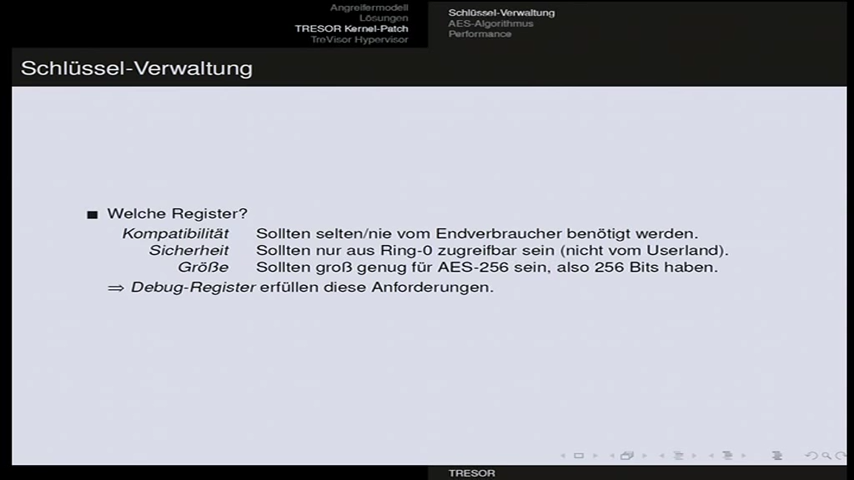 Angreifermodell
Lösungen
TRESOR Kernel-Patch
TreVisor Hypervisor
Schlüssel-Verwaltung
AES-Algorithmus
Performance
Schlüssel-Verwaltung
Welche Register?
Kompatibilität Sollten selten/nie vom Endverbraucher benötigt werden.
Sicherheit Sollten nur aus Ring-0 zugreifbar sein (nicht vom Userland).
Größe Sollten groß genug für AES-256 sein, also 256 Bits haben.
⇒ Debug-Register erfüllen diese Anforderungen.
TRESOR